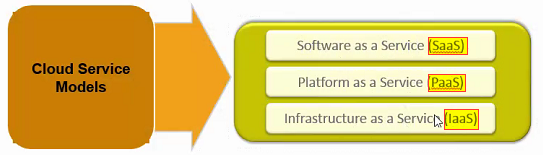 Cloud Service
Models
Software as a Service (SaaS)
Platform as a Service (PaaS)
Infrastructure as a Service (IaaS)